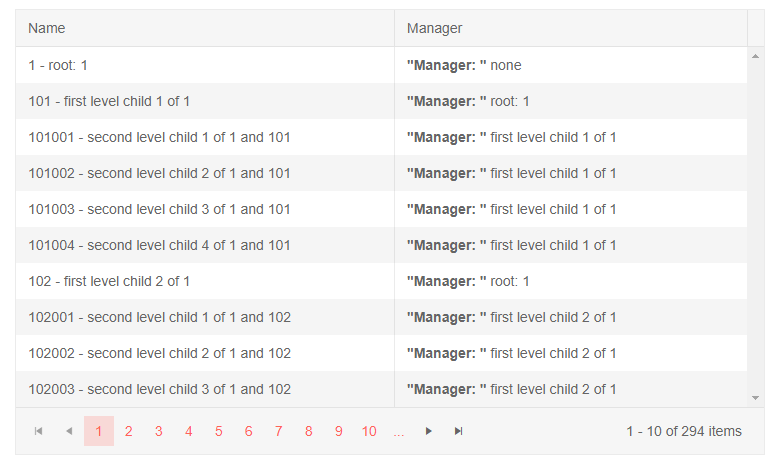 Name Manager
1 - root: 1 "Manager: " none
101 - first level child 1 of 1 "Manager: " root: 1
101001 - second level child 1 of 1 and 101 "Manager: " first level child 1 of 1
101002 - second level child 2 of 1 and 101 "Manager: " first level child 1 of 1
101003 - second level child 3 of 1 and 101 "Manager: " first level child 1 of 1
101004 - second level child 4 of 1 and 101 "Manager: " first level child 1 of 1
102 - first level child 2 of 1 "Manager: " root: 1
102001 - second level child 1 of 1 and 102 "Manager: " first level child 2 of 1
102002 - second level child 2 of 1 and 102 "Manager: " first level child 2 of 1
102003 - second level child 3 of 1 and 102 "Manager: " first level child 2 of 1
1 2 3 4 5 6 7 8 9 10 ... 1 - 10 of 294 items